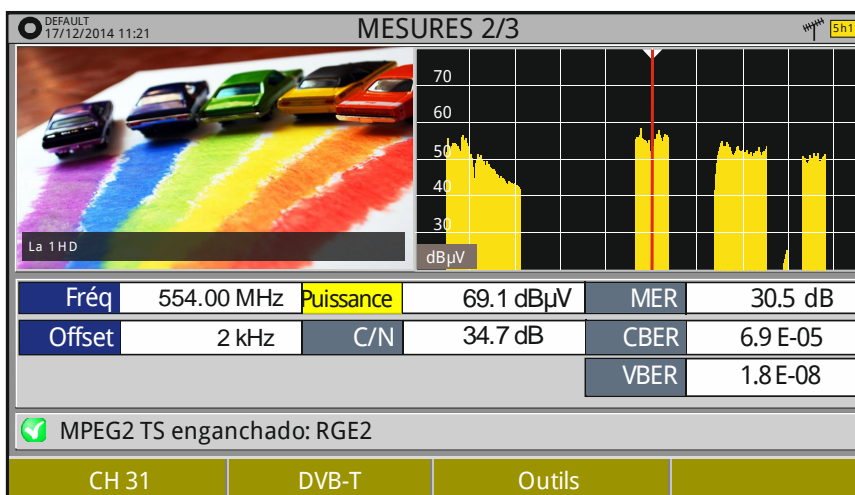 DEFAULT
17/12/2014 11:21
MESURES 2/3
5h1
70
60
50
40
30
dBµV
La 1HD
Fréq 554.00 MHz Puissance 69.1 dBµV MER 30.5 dB
Offset 2 kHz C/N 34.7 dB CBER 6.9 E-05
VBER 1.8 E-08
MPEG2 TS enganchado: RGE2
CH 31 DVB-T Outils